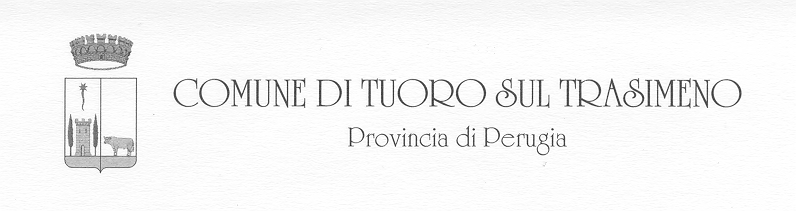 COMUNE DI TUORO SUL TRASIMENO
Provincia di Perugia